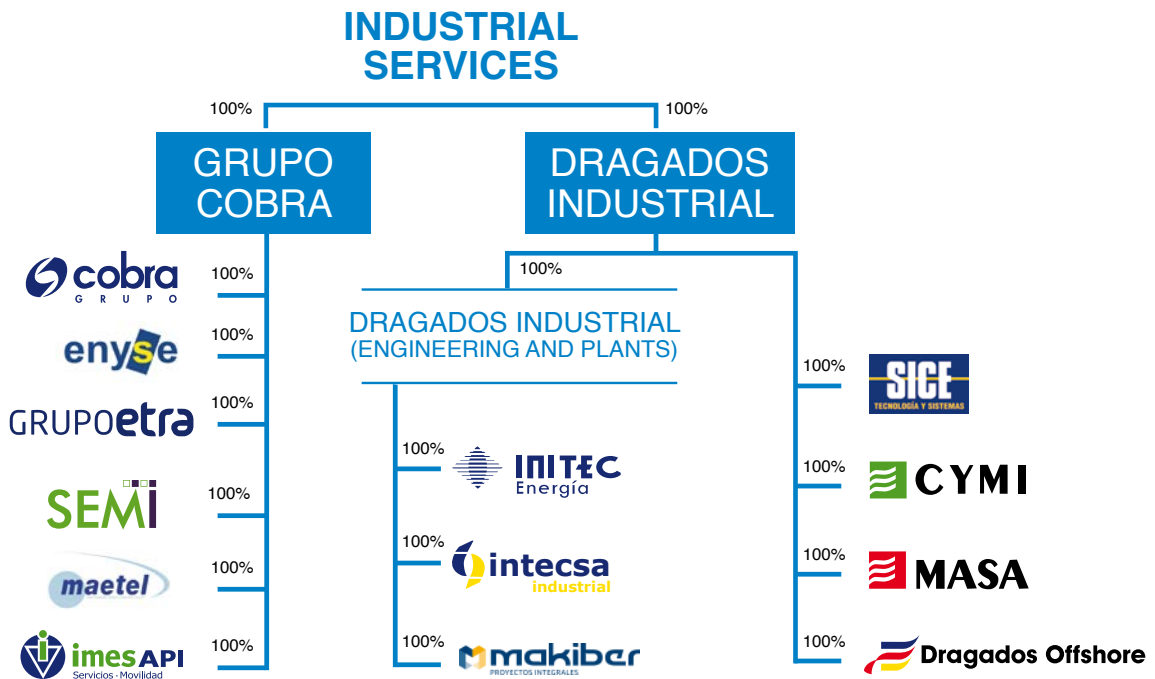 INDUSTRIAL
SERVICES
100%
100%
GRUPO
COBRA
DRAGADOS
INDUSTRIAL
100%
cobra
GRUPO
100%
enyse
100%
GRUPOetra
100%
SEMI
100%
maetel
100%
imesAPI
Servicios - Movilidad
100%
DRAGADOS INDUSTRIAL
(ENGINEERING AND PLANTS)
100%
INITEC
Energía
100%
intecsa
industrial
100%
makiber
PROYECTOS INTEGRALES
100%
SICE
TECNOLOGÍA Y SISTEMAS
100%
CYMI
100%
MASA
100%
Dragados Offshore